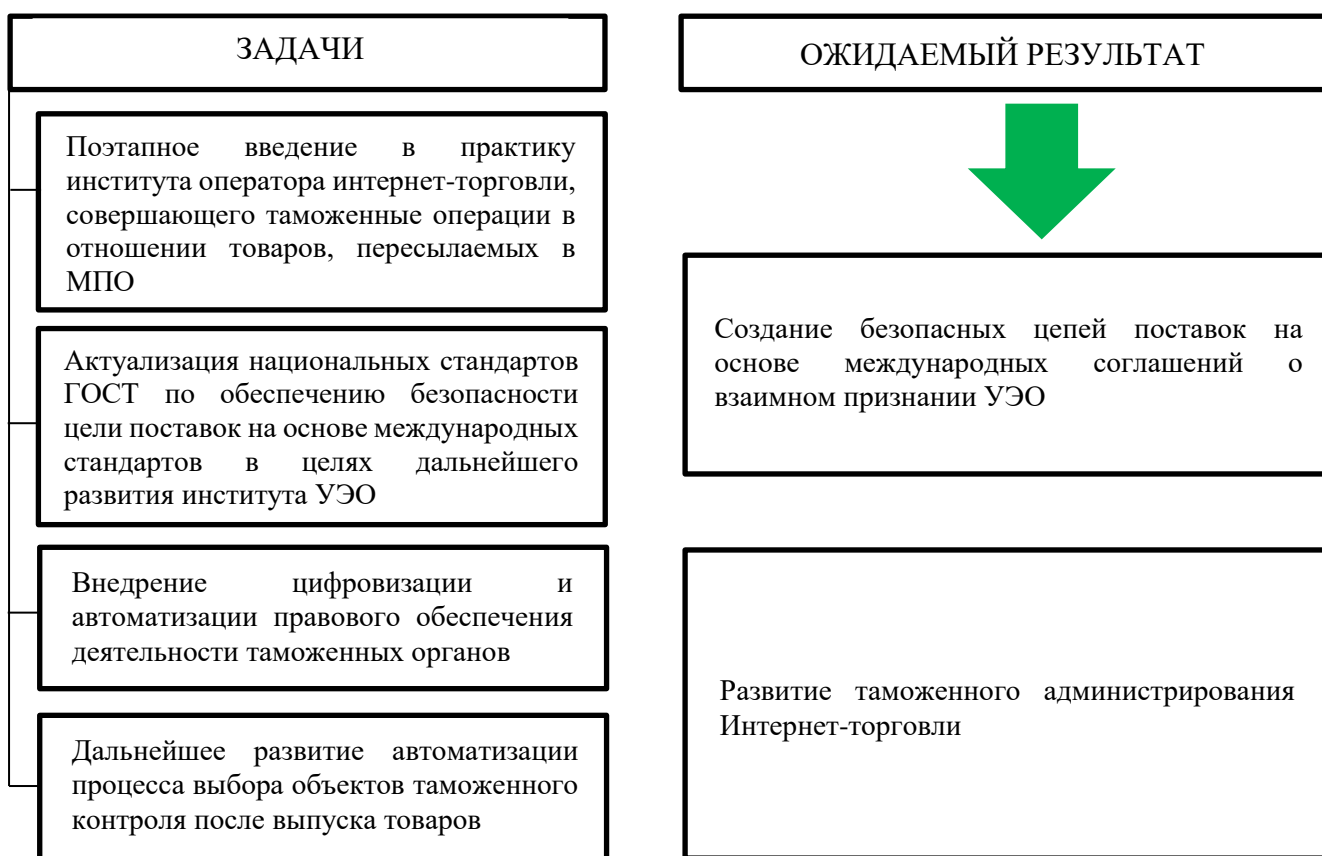 ЗАДАЧИ
Поэтапное введение в практику
института оператора интернет-торговли,
совершающего таможенные операции в
отношении товаров, пересылаемых в
МПО
Актуализация национальных стандартов
ГОСТ по обеспечению безопасности
цели поставок на основе международных
стандартов в целях дальнейшего
развития института УЭО
Внедрение цифровизации и
автоматизации правового обеспечения
деятельности таможенных органов
Дальнейшее развитие автоматизации
процесса выбора объектов таможенного
контроля после выпуска товаров
ОЖИДАЕМЫЙ РЕЗУЛЬТАТ
Создание безопасных цепей поставок на
основе международных соглашений о
взаимном признании УЭО
Развитие таможенного администрирования
Интернет-торговли